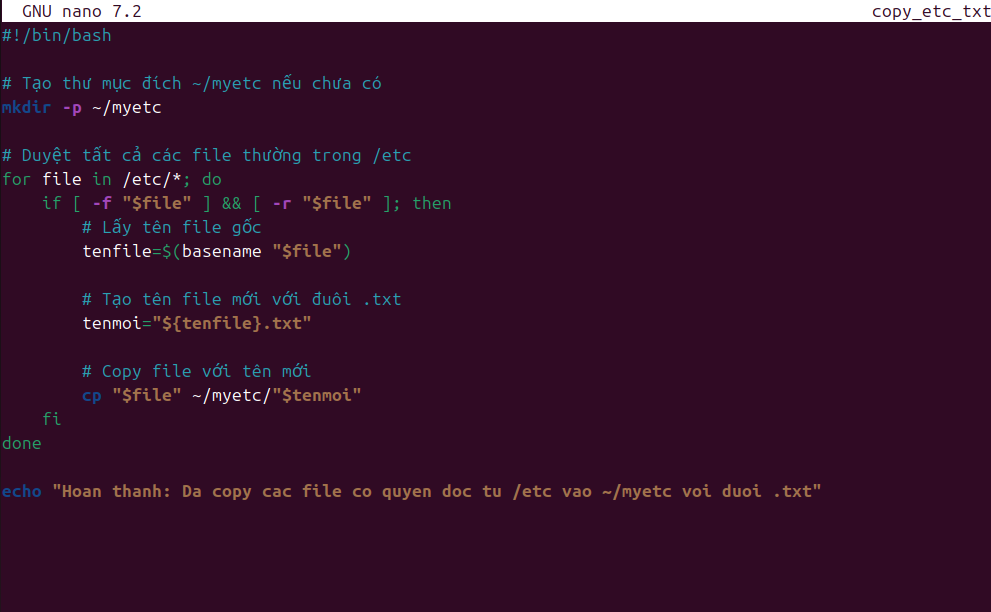 GNU nano 7.2 copy_etc_txt
#!/bin/bash
# Tạo thư mục đích ~/myetc nếu chưa có
mkdir -p ~/myetc
# Duyệt tất cả các file thường trong /etc
for file in /etc/*; do
    if [ -f "$file" ] && [ -r "$file" ]; then
        # Lấy tên file gốc
        tenfile=$(basename "$file")
        # Tạo tên file mới với đuôi .txt
        tenmoi="${tenfile}.txt"
        # Copy file với tên mới
        cp "$file" ~/myetc/"$tenmoi"
    fi
done
echo "Hoan thanh: Da copy cac file co quyen doc tu /etc vao ~/myetc voi duoi .txt"